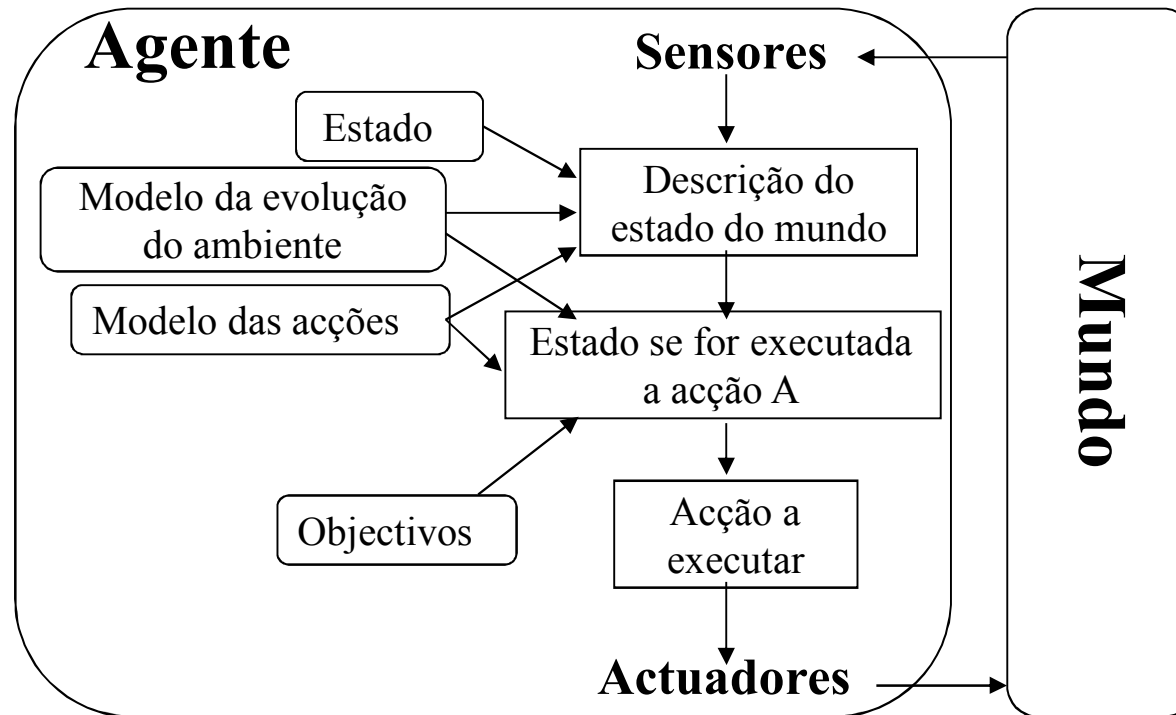 Agente
Sensores
Estado
Descrição do
estado do mundo
Modelo da evolução
do ambiente
Modelo das acções
Estado se for executada
a acção A
Objectivos
Acção a
executar
Actuadores
Mundo